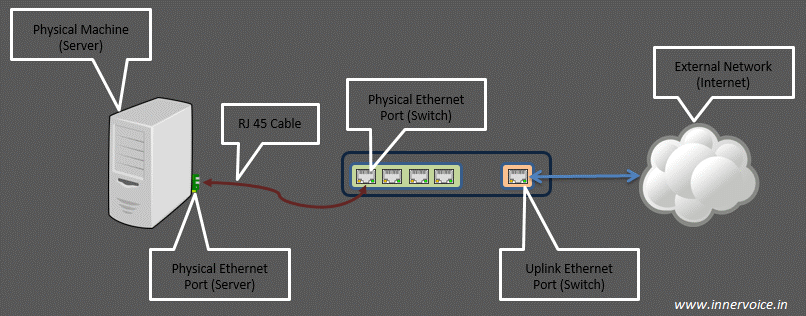 Physical Machine
(Server)
RJ 45 Cable
Physical Ethernet
Port (Switch)
External Network
(Internet)
Physical Ethernet
Port (Server)
Uplink Ethernet
Port (Switch)
www.innervoice.in